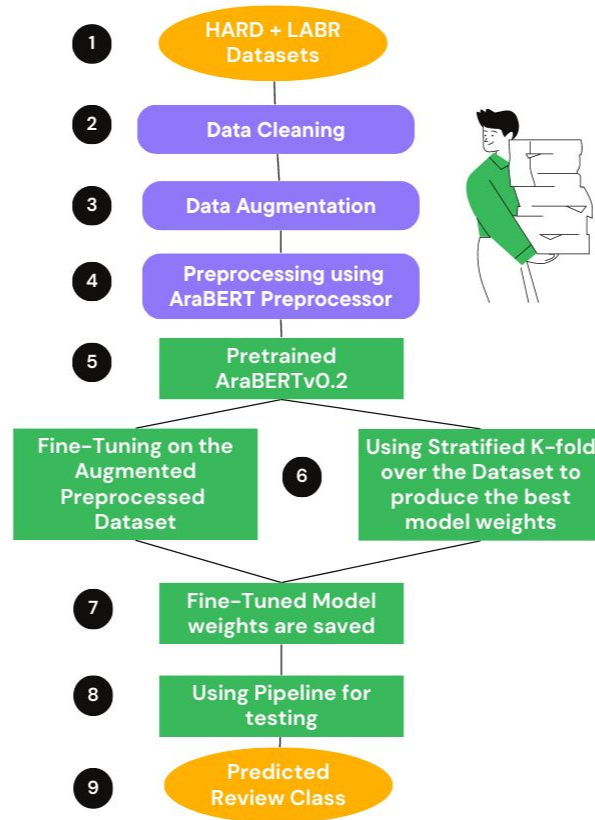 1
HARD + LABR
Datasets
2
Data Cleaning
3
Data Augmentation
4
Preprocessing using
AraBERT Preprocessor
5
Pretrained
AraBERTv0.2
Fine-Tuning on the
Augmented
Preprocessed
Dataset
6
Using Stratified K-fold
over the Dataset to
produce the best
model weights
7
Fine-Tuned Model
weights are saved
8
Using Pipeline for
testing
9
Predicted
Review Class